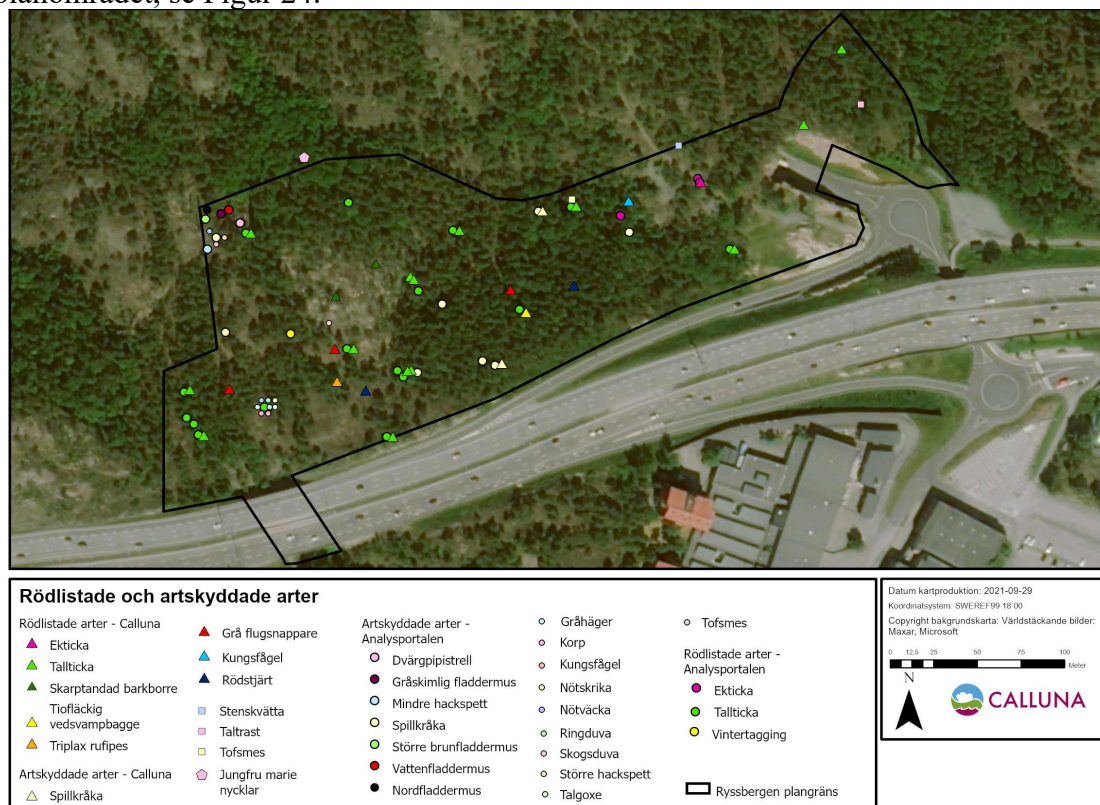 planområdet, se Figur 24.
Rödlistade och artskyddade arter
Rödlistade arter - Calluna
Ekticka
Tallticka
Skarptandad barkborre
Tiofläckig
vedsvampbagge
Triplax rufipes
Artskyddade arter - Calluna
Spillkråka
Grå flugsnappare
Kungsfågel
Rödstjärt
Stenskvätta
Taltrast
Tofsmes
Jungfru marie
nycklar
Artskyddade arter -
Analysportalen
Dvärgpipistrell
Gråskimlig fladdermus
Mindre hackspett
Spillkråka
Större brunfladdermus
Vattenfladdermus
Nordfladdermus
Gråhäger
Korp
Kungsfågel
Nötskrika
Nötväcka
Ringduva
Skogsduva
Större hackspett
Talgoxe
Tofsmes
Rödlistade arter -
Analysportalen
Ekticka
Tallticka
Vintertagging
Ryssbergen plangräns
Datum kartproduktion: 2021-09-29
Koordinatsystem: SWEREF99 18 00
Copyright bakgrundskarta: Världstäckande bilder:
Maxar, Microsoft
0 12.5 25 50 75 100
Meter
N
CALLUNA